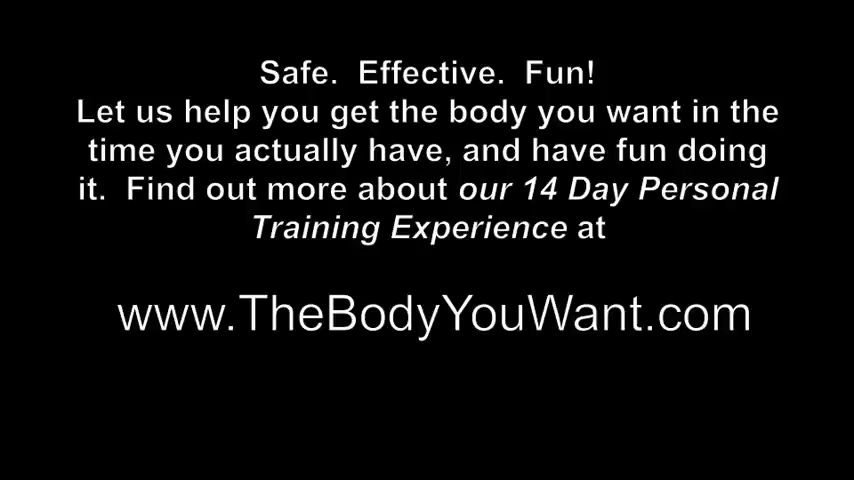 Safe.  Effective.  Fun!
Let us help you get the body you want in the
time you actually have, and have fun doing
it.  Find out more about our 14 Day Personal
Training Experience at
www.TheBodyYouWant.com